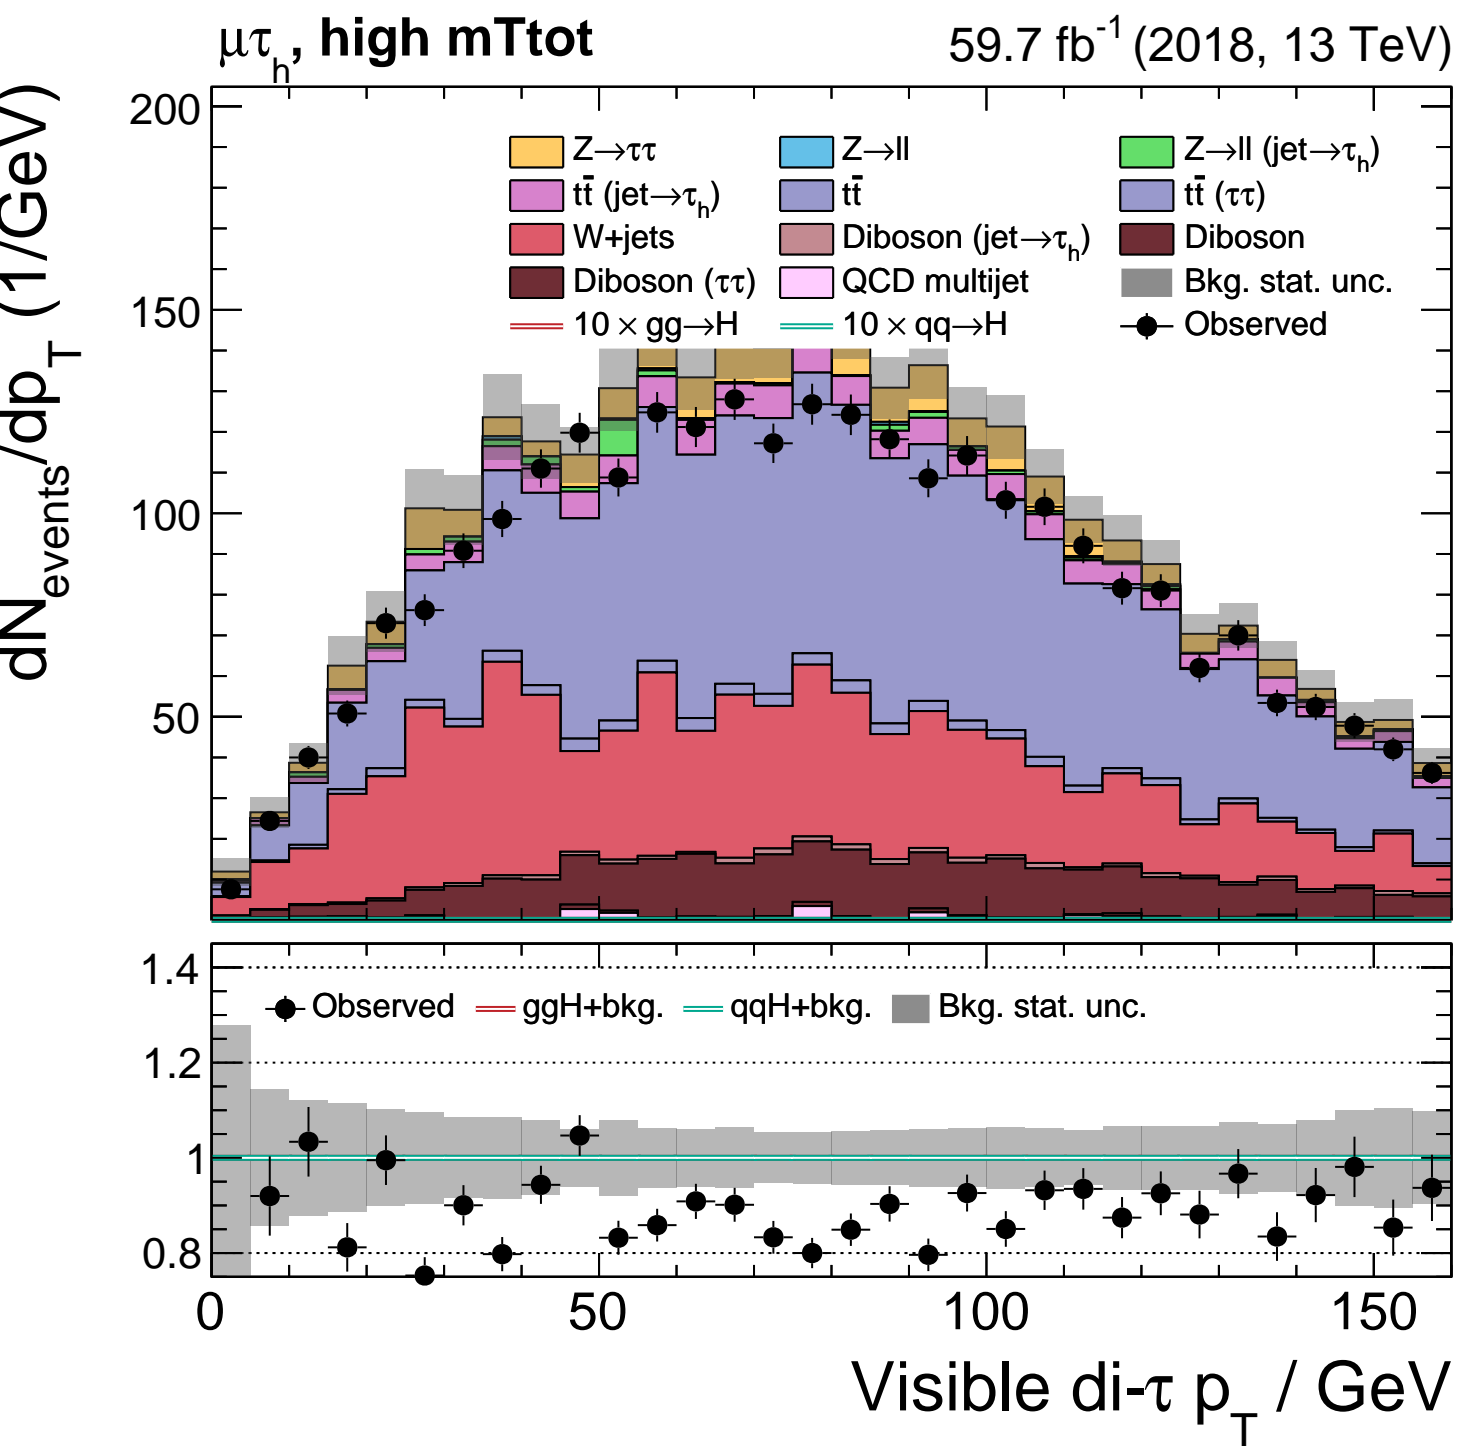 μτh, high mTtot 59.7 fb-1 (2018, 13 TeV)
dNevents/dpT (1/GeV)
200
150
100
50
Z→ττ Z→ll Z→ll (jet→τh)
tt̄ (jet→τh) tt̄ tt̄ (ττ)
W+jets Diboson (jet→τh) Diboson
Diboson (ττ) QCD multijet Bkg. stat. unc.
10 × gg→H 10 × qq→H Observed
1.4
1.2
1
0.8
Observed ggH+bkg. qqH+bkg. Bkg. stat. unc.
0 50 100 150
Visible di-τ pT / GeV